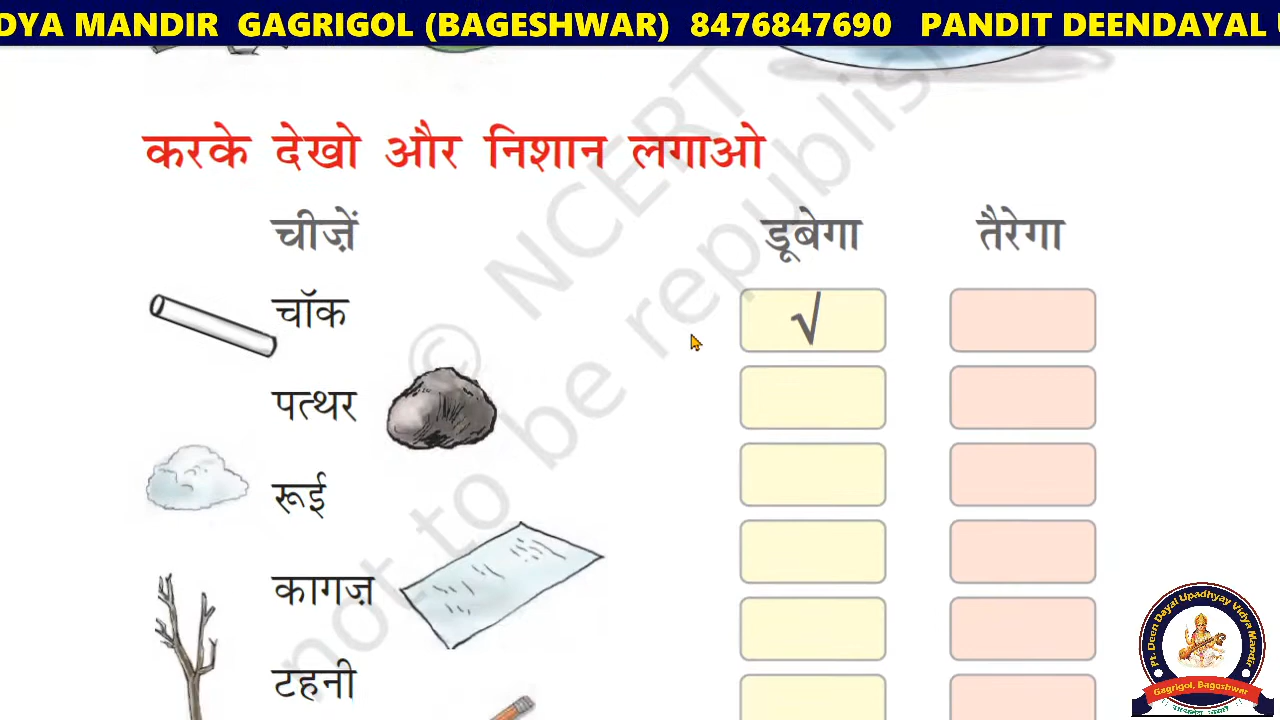 DYA MANDIR GAGRIGOL (BAGESHWAR) 8476847690 PANDIT DEENDAYAL
करके देखो और निशान लगाओ
चीज़ें डूबेगा तैरेगा
चॉक √
पत्थर
रूई
कागज़
टहनी
© NCERT
not to be republish
Pt. Deen Dayal Upadhyay Vidya Mandir
Gagrigol, Bageshwar